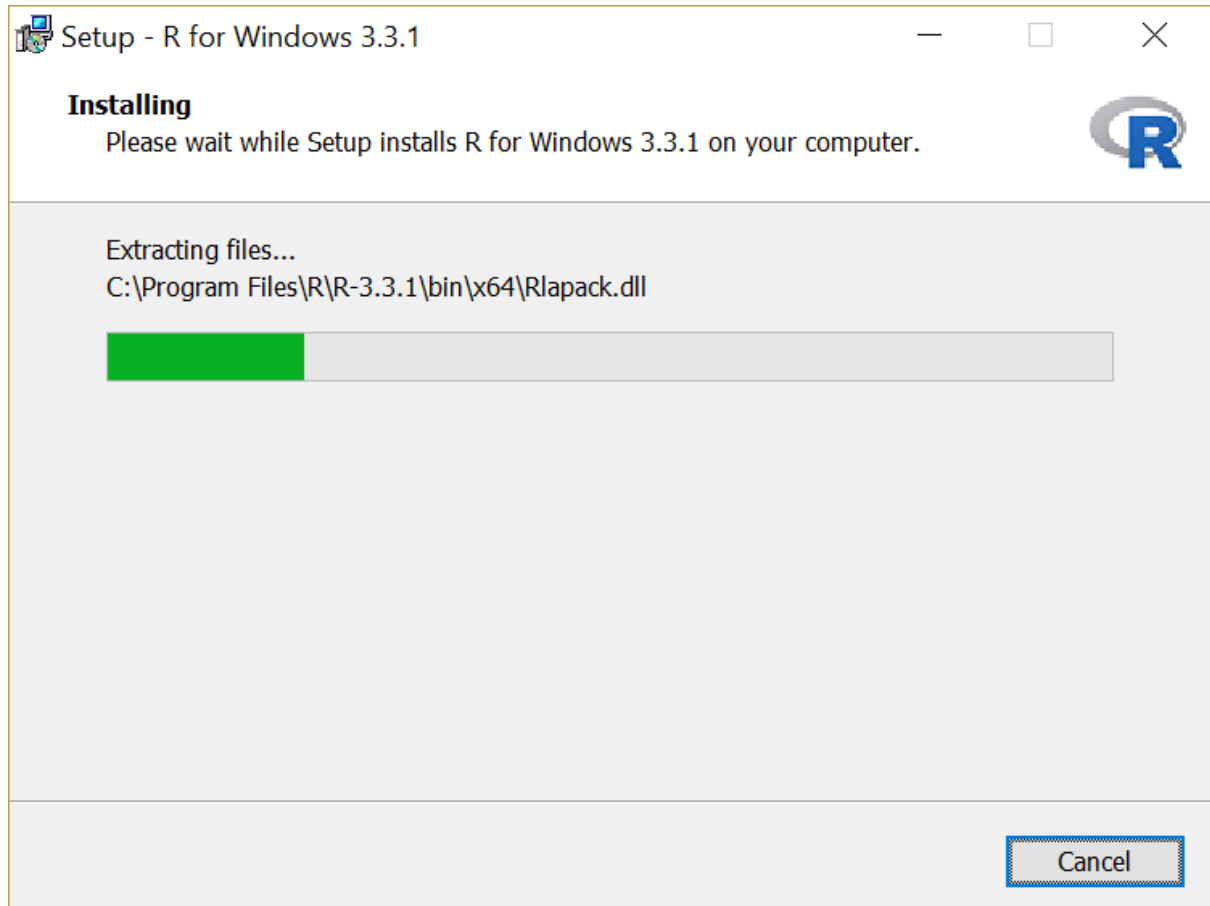 Setup - R for Windows 3.3.1
Installing
Please wait while Setup installs R for Windows 3.3.1 on your computer.
R
Extracting files...
C:\Program Files\R\R-3.3.1\bin\x64\Rlapack.dll
Cancel